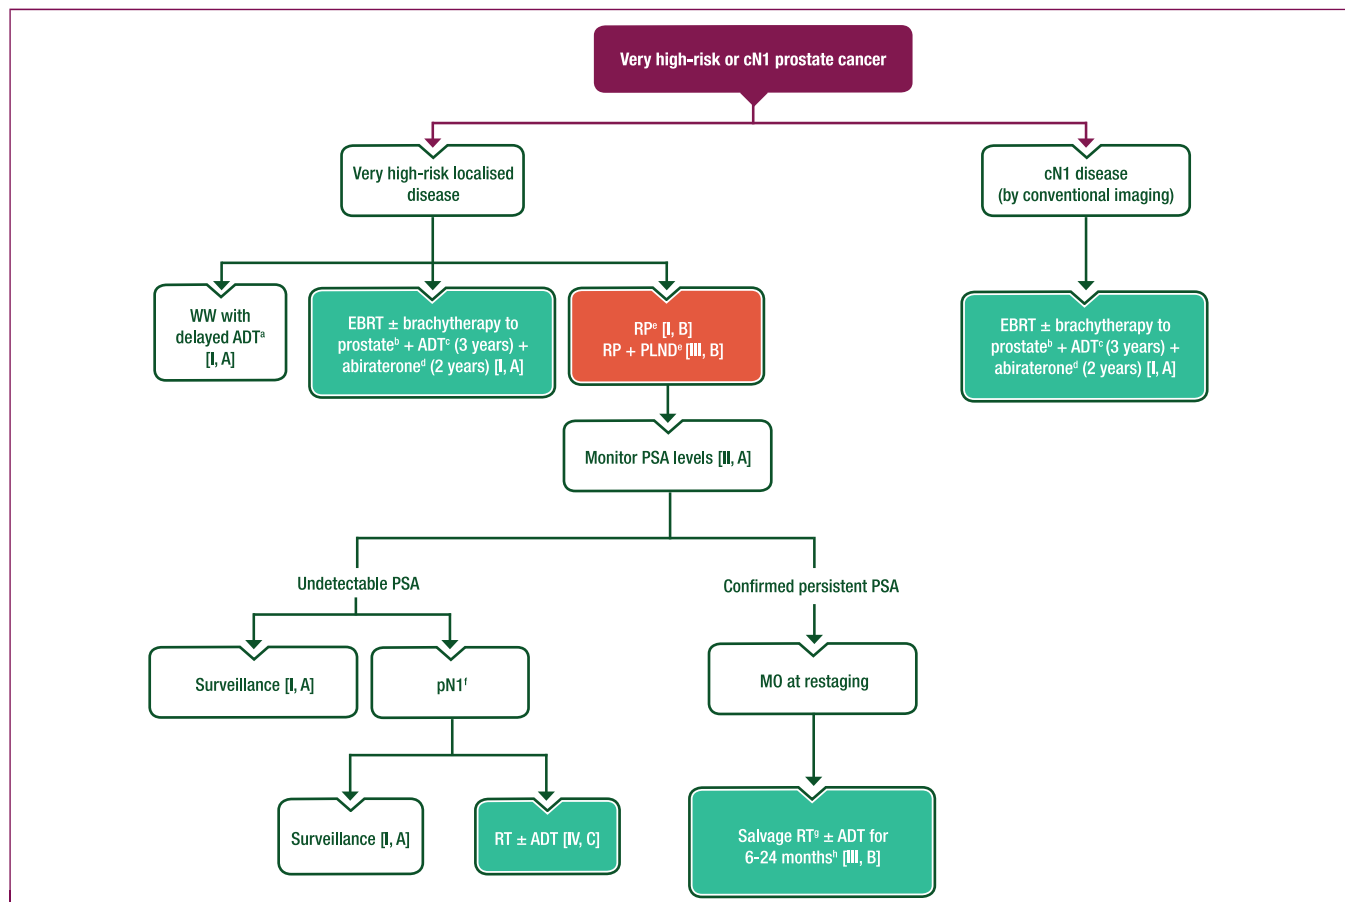 Very high-risk or cN1 prostate cancer
Very high-risk localised
disease
cN1 disease
(by conventional imaging)
WW with
delayed ADTᵃ
[I, A]
EBRT ± brachytherapy to
prostateᵇ + ADTᶜ (3 years) +
abirateroneᵈ (2 years) [I, A]
RPᵉ [I, B]
RP + PLNDᵉ [III, B]
EBRT ± brachytherapy to
prostateᵇ + ADTᶜ (3 years) +
abirateroneᵈ (2 years) [I, A]
Monitor PSA levels [II, A]
Undetectable PSA
Confirmed persistent PSA
Surveillance [I, A]
pN1ᶠ
MO at restaging
Surveillance [I, A]
RT ± ADT [IV, C]
Salvage RTᵍ ± ADT for
6-24 monthsʰ [III, B]